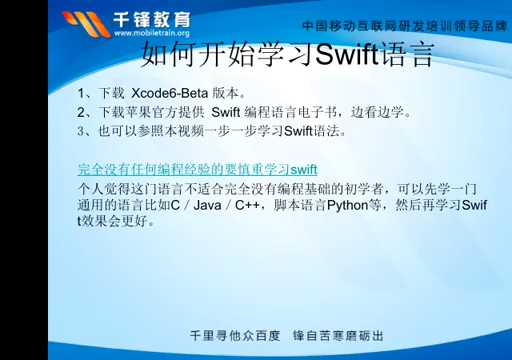 千锋教育
www.mobiletrain.org
中国移动互联网研发培训领导品牌
如何开始学习Swift语言
1、下载 Xcode6-Beta 版本。
2、下载苹果官方提供 Swift 编程语言电子书，边看边学。
3、也可以参照本视频一步一步学习Swift语法。
完全没有任何编程经验的要慎重学习swift
个人觉得这门语言不适合完全没有编程基础的初学者，可以先学一门
通用的语言比如C／Java／C++，脚本语言Python等，然后再学习Swif
t效果会更好。
千里寻他众百度 锋自苦寒磨砺出